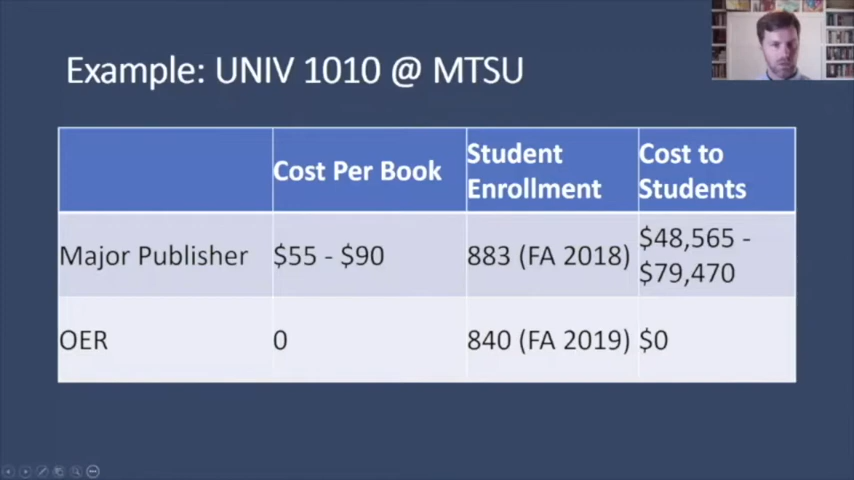 Example: UNIV 1010 @ MTSU
Cost Per Book
Student
Enrollment
Cost to
Students
Major Publisher
$55 - $90
883 (FA 2018)
$48,565 -
$79,470
OER
0
840 (FA 2019)
$0